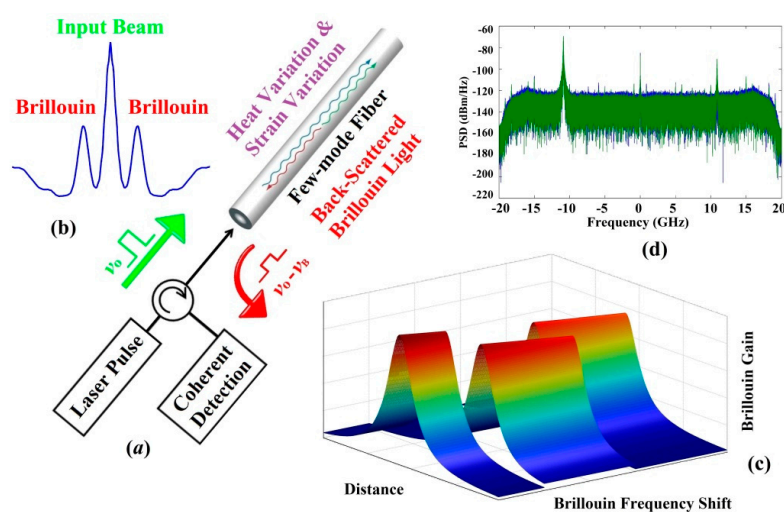 Input Beam
Brillouin
Brillouin
(b)
Heat Variation &
Strain Variation
Few-mode Fiber
Back-Scattered
Brillouin Light
νo
νo - νB
Laser Pulse
Coherent
Detection
(a)
-60
-80
-100
-120
-140
-160
-180
-200
-220
PSD (dBm/Hz)
-20
-15
-10
-5
0
5
10
15
20
Frequency (GHz)
(d)
Brillouin Gain
(c)
Distance
Brillouin Frequency Shift